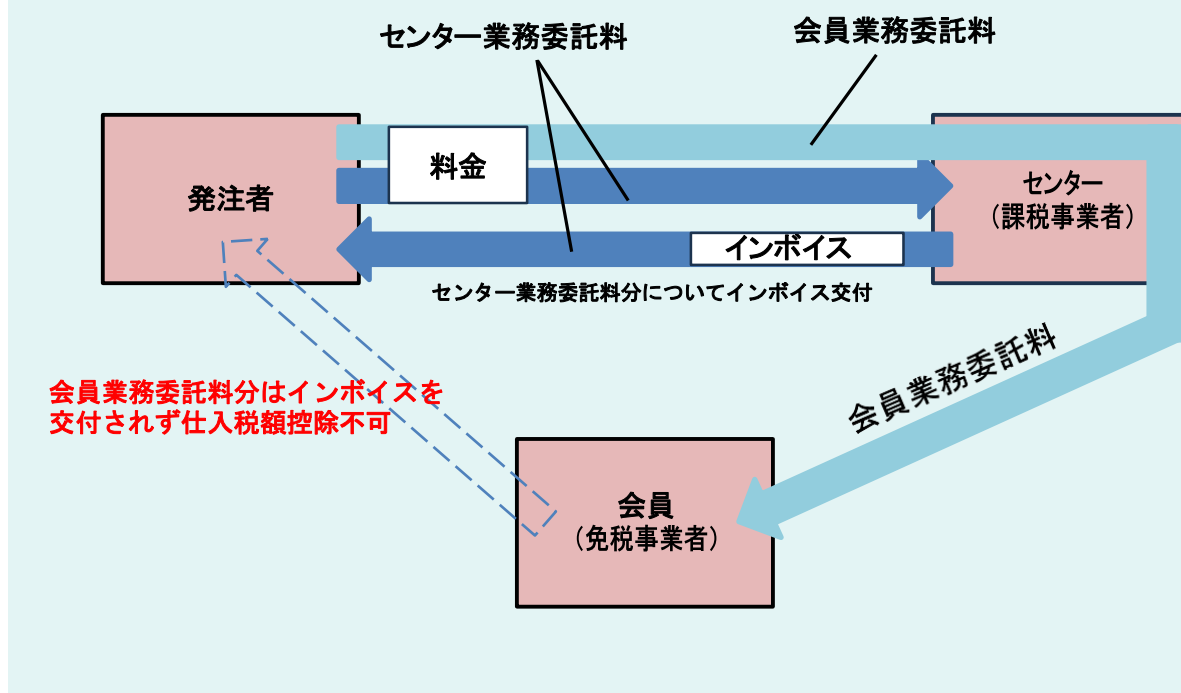 センター業務委託料
会員業務委託料
発注者
料金
センター
（課税事業者）
インボイス
センター業務委託料分についてインボイス交付
会員業務委託料
会員業務委託料分はインボイスを
交付されず仕入税額控除不可
会員
（免税事業者）